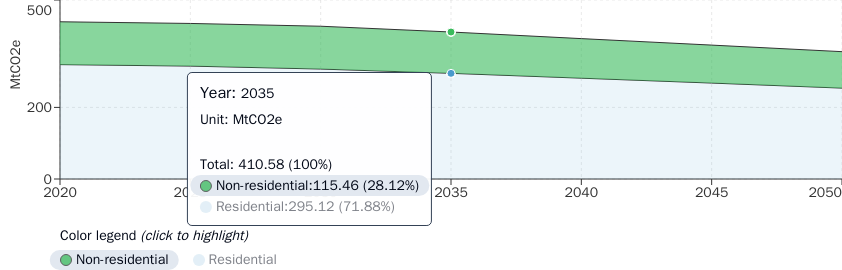 500
MtCO2e
200
0
Year: 2035
Unit: MtCO2e
Total: 410.58 (100%)
Non-residential:115.46 (28.12%)
Residential:295.12 (71.88%)
2020
2035
2040
2045
2050
Color legend (click to highlight)
Non-residential
Residential